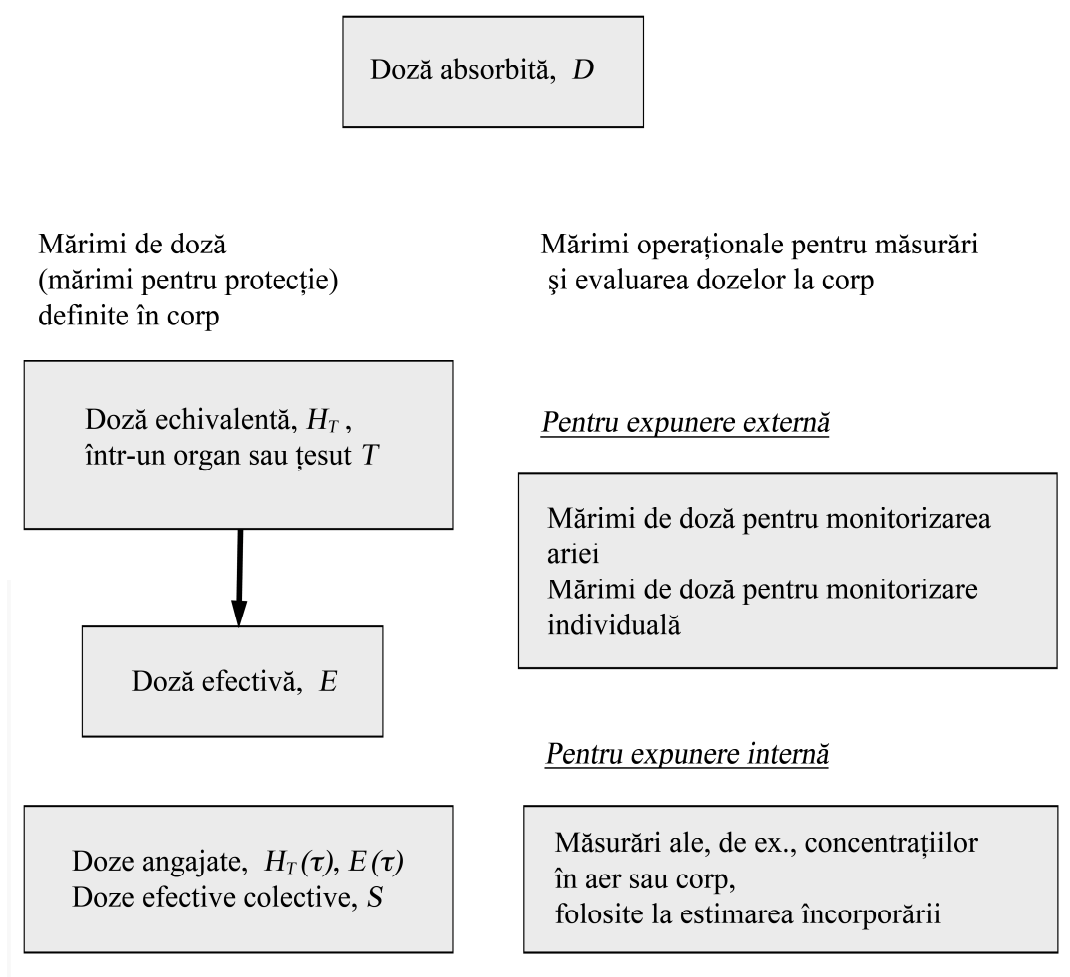 Doză absorbită, D
Mărimi de doză
(mărimi pentru protecție)
definite în corp
Doză echivalentă, H_T ,
într-un organ sau țesut T
Doză efectivă, E
Doze angajate, H_T (τ), E(τ)
Doze efective colective, S
Mărimi operaționale pentru măsurări
şi evaluarea dozelor la corp
Pentru expunere externă
Mărimi de doză pentru monitorizarea
ariei
Mărimi de doză pentru monitorizare
individuală
Pentru expunere internă
Măsurări ale, de ex., concentrațiilor
în aer sau corp,
folosite la estimarea încorporării